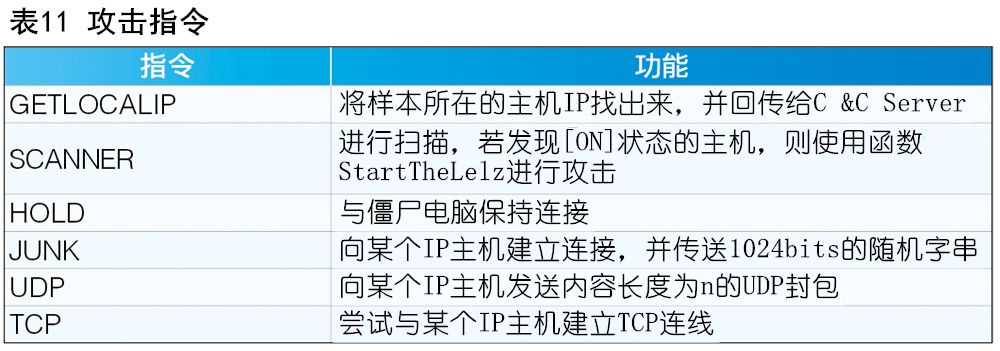 表11 攻击指令
指令 功能
GETLOCALIP 将样本所在的主机IP找出来，并回传给C &C Server
SCANNER 进行扫描，若发现[ON]状态的主机，则使用函数
StartTheLelz进行攻击
HOLD 与僵尸电脑保持连接
JUNK 向某个IP主机建立连接，并传送1024bits的随机字串
UDP 向某个IP主机发送内容长度为n的UDP封包
TCP 尝试与某个IP主机建立TCP连线